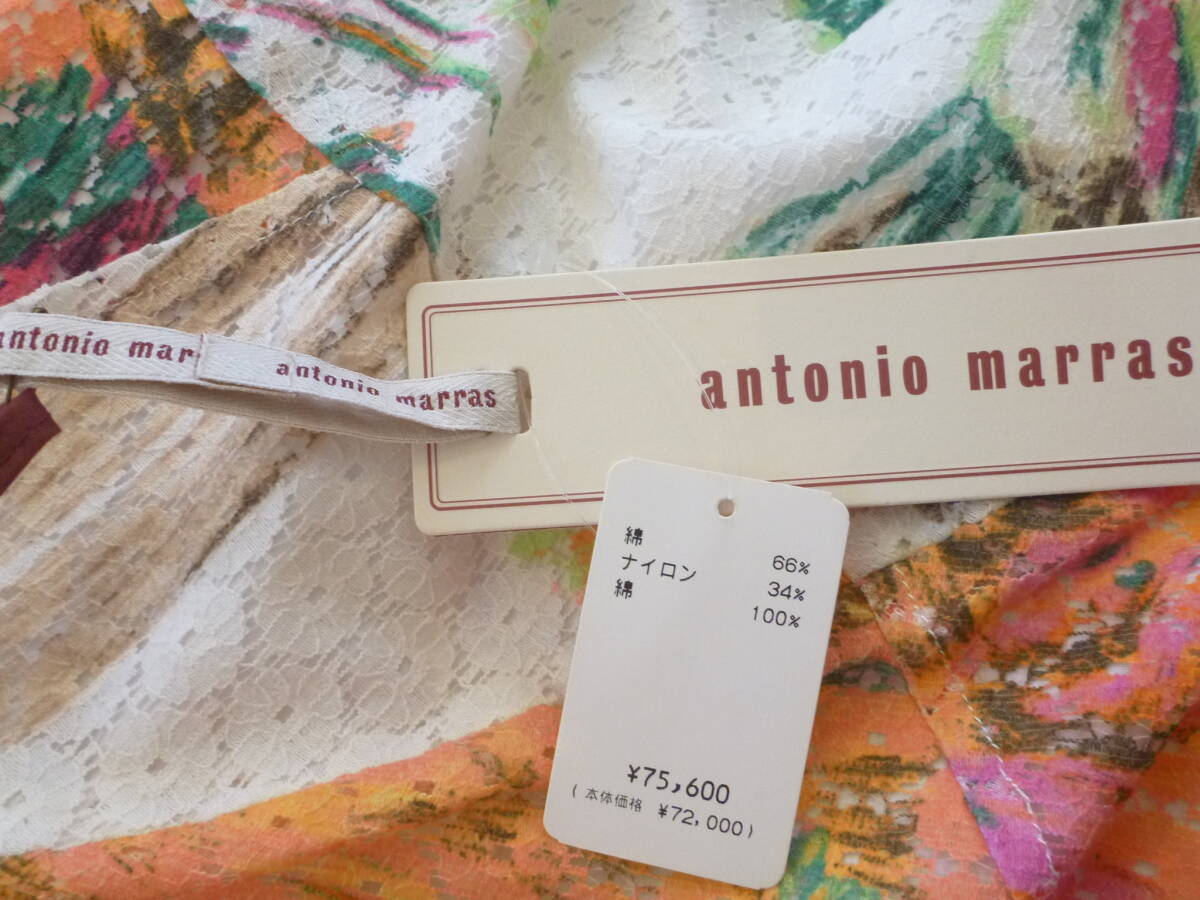 antonio mar
antonio marras
antonio marras
綿 66%
ナイロン 34%
綿 100%
¥75,600
( 本体価格 ¥72,000)